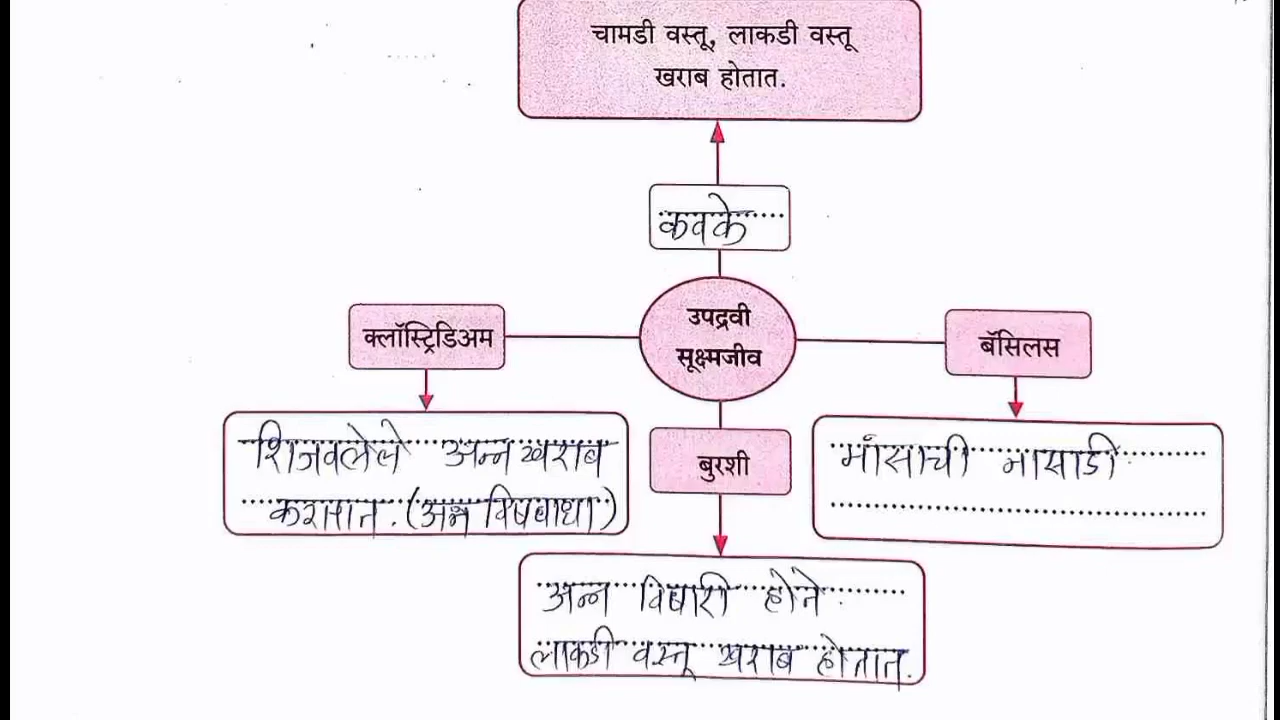 चामडी वस्तू, लाकडी वस्तू
खराब होतात.
कवके
उपद्रवी
सूक्ष्मजीव
क्लॉस्ट्रिडिअम
बॅसिलस
शिजवलेले अन्न खराब
करतात. (अन्न विषबाधा)
बुरशी
मांसाची नासाडी
अन्न विषारी होते
लाकडी वस्तू खराब होतात.